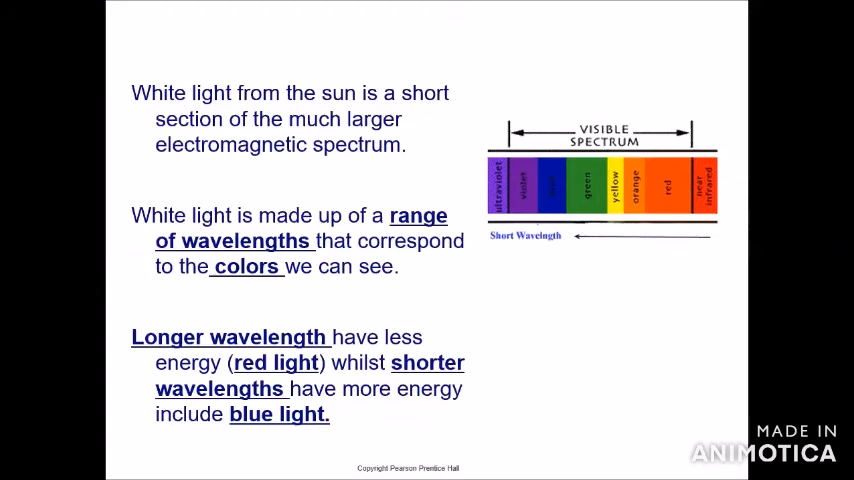 White light from the sun is a short
section of the much larger
electromagnetic spectrum.
White light is made up of a range
of wavelengths that correspond
to the colors we can see.
Longer wavelength have less
energy (red light) whilst shorter
wavelengths have more energy
include blue light.
VISIBLE
SPECTRUM
ultraviolet
violet
blue
green
yellow
orange
red
near
infrared
Short Wavelngth
Copyright Pearson Prentice Hall
MADE IN
ANIMOTICA